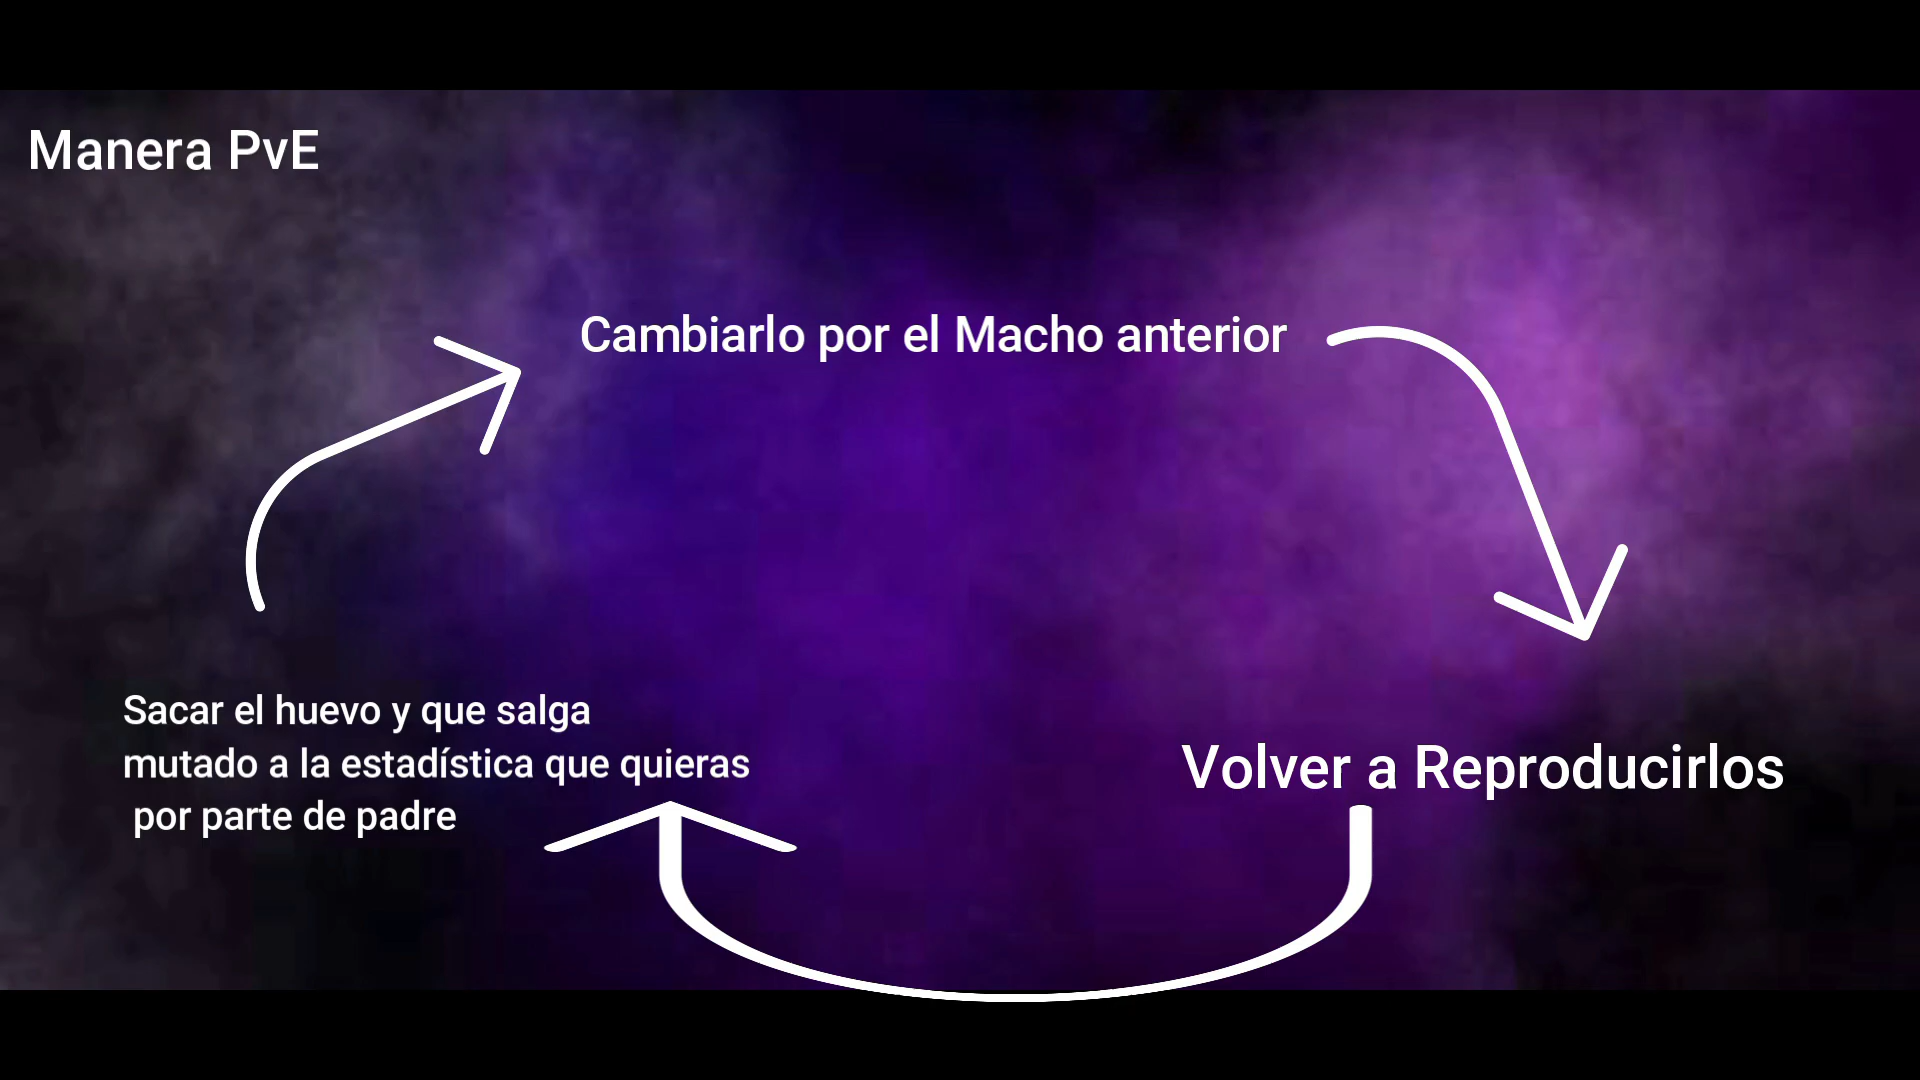 Manera PvE
Cambiarlo por el Macho anterior
Sacar el huevo y que salga
mutado a la estadística que quieras
por parte de padre
Volver a Reproducirlos